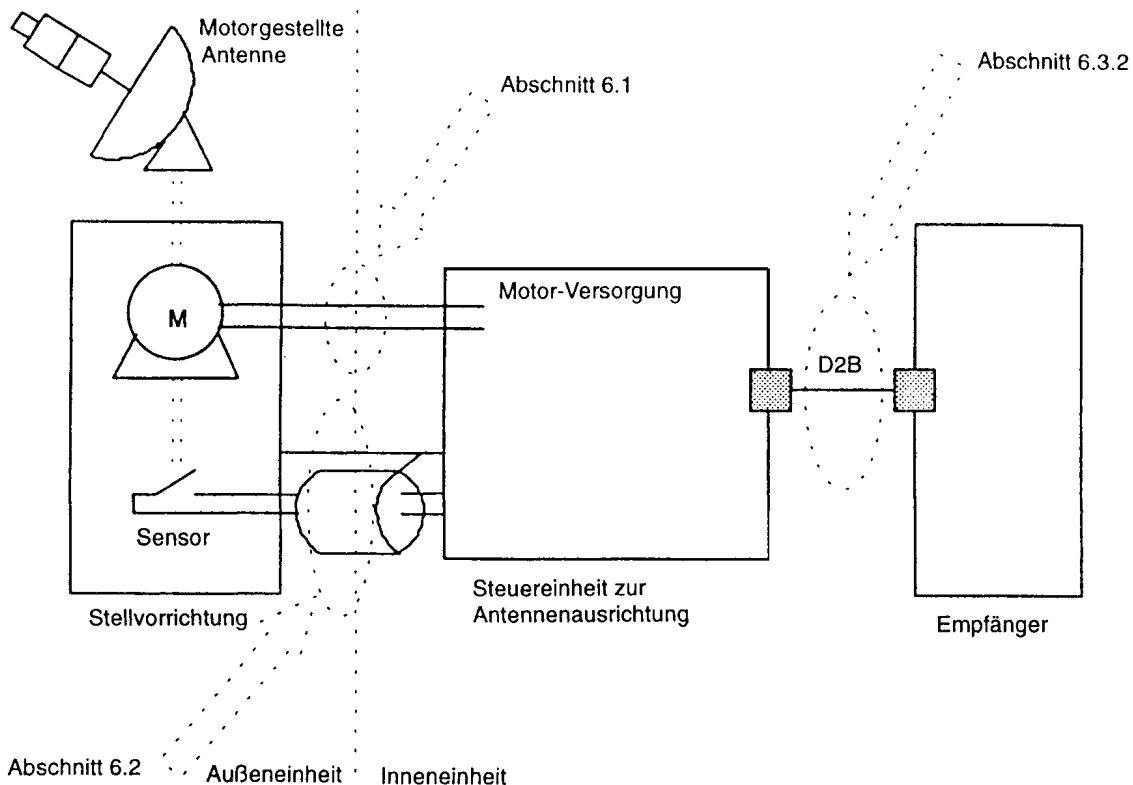 Motorgestellte
Antenne
Abschnitt 6.1
Abschnitt 6.3.2
Motor-Versorgung
M
D2B
Sensor
Stellvorrichtung
Steuereinheit zur
Antennenausrichtung
Empfänger
Abschnitt 6.2
Außeneinheit
Inneneinheit